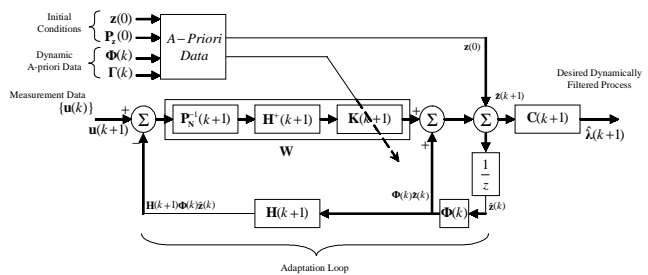 Initial
Conditions
z(0)
P_z(0)
Dynamic
A-priori Data
Φ(k)
Γ(k)
A-Priori
Data
z(0)
Measurement Data
{u(k)}
u(k+1)
+
−
Σ
P_N^{-1}(k+1)
H^+(k+1)
K(k+1)
W
+
+
Σ
Σ
ẑ(k+1)
C(k+1)
Desired Dynamically
Filtered Process
λ̂(k+1)
1
z
Φ(k)ẑ(k)
ẑ(k)
H(k+1)Φ(k)ẑ(k)
H(k+1)
Φ(k)
Adaptation Loop